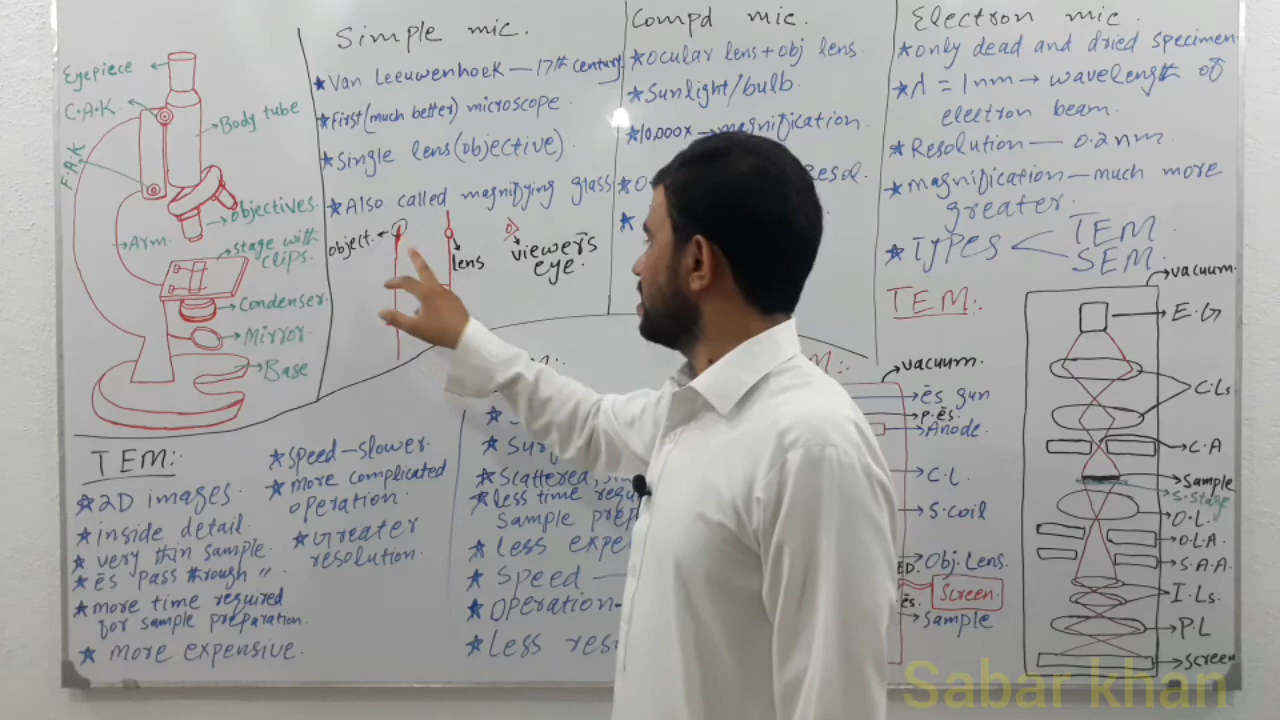 Eyepiece
C.A.K
F.A.K
Body tube
objectives
Arm
stage with
clips.
Condenser
Mirror
Base
Simple mic.
★Van Leeuwenhoek — 17th century
★First (much better) microscope
★Single lens (objective).
★Also called magnifying glass
object.
lens
viewer's
eye.
Compd mic.
★ocular lens + obj lens
★Sunlight/bulb.
★10,000x → magnification
Resol.
Electron mic.
★only dead and dried specimen
★λ = 1nm → wavelength of
electron beam.
★Resolution — 0.2nm
★magnification — much more
greater.
★Types
TEM
SEM
TEM:
vacuum
E.G
C.Ls
C.A
Sample
S.Stage
O.L.
O.L.A.
S.A.A.
I.Ls
P.L
Screen
TEM:
★2D images.
★inside detail.
★very thin sample
★ēs pass through "
★more time required
for sample preparation.
★more expensive.
★speed — slower.
★more complicated
operation.
★Greater
resolution.
★Scattered,
★less time
Sample
★Less
★Speed —
★operation-
★Less
vacuum.
ēs gun
p.ēs.
Anode.
C.L
S.coil
Obj.Lens
Screen
ēs.
Sample
Sabar khan